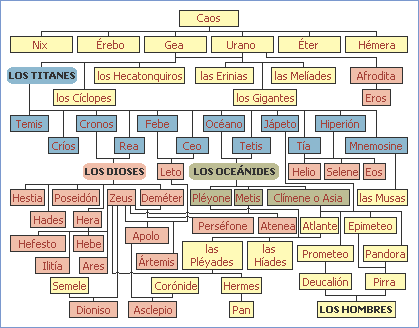 Caos
Nix Érebo Gea Urano Éter Hémera
LOS TITANES los Hecatonquiros las Erinias las Melíades Afrodita
los Cíclopes los Gigantes Eros
Temis Cronos Febe Océano Jápeto Hiperión
Críos Rea Ceo Tetis Tía Mnemosine
LOS DIOSES Leto LOS OCEÁNIDES Helio Selene Eos
Hestia Poseidón Zeus Deméter Pléyone Metis Clímene o Asia las Musas
Hades Hera Perséfone Atenea Atlante Epimeteo
Hefesto Hebe Apolo las Pléyades las Híades Prometeo Pandora
Ilitía Ares Ártemis
Semele Corónide Hermes Deucalión Pirra
Dioniso Asclepio Pan LOS HOMBRES